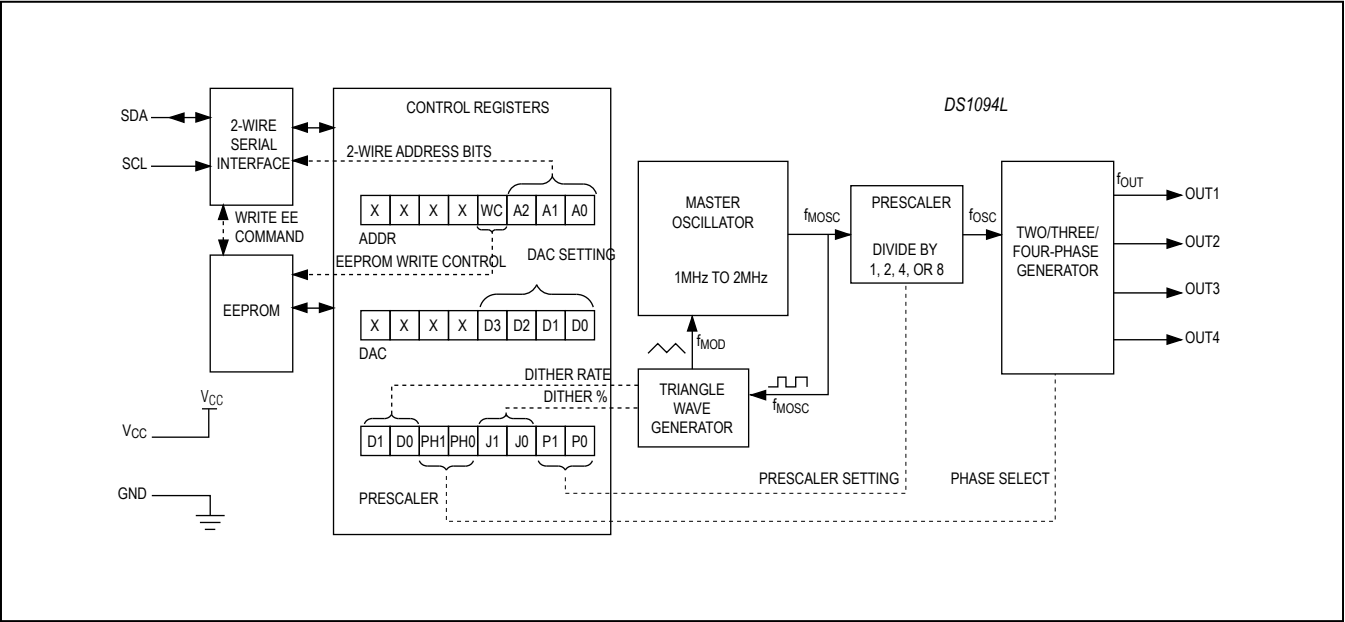 DS1094L
SDA
SCL
2-WIRE
SERIAL
INTERFACE
WRITE EE
COMMAND
EEPROM
VCC
VCC
GND
CONTROL REGISTERS
2-WIRE ADDRESS BITS
X X X X WC A2 A1 A0
ADDR
EEPROM WRITE CONTROL
DAC SETTING
X X X X D3 D2 D1 D0
DAC
DITHER RATE
DITHER %
D1 D0 PH1 PH0 J1 J0 P1 P0
PRESCALER
MASTER
OSCILLATOR
1MHz TO 2MHz
fMOD
TRIANGLE
WAVE
GENERATOR
fMOSC
fMOSC
PRESCALER
DIVIDE BY
1, 2, 4, OR 8
fOSC
TWO/THREE/
FOUR-PHASE
GENERATOR
fOUT
OUT1
OUT2
OUT3
OUT4
PRESCALER SETTING
PHASE SELECT